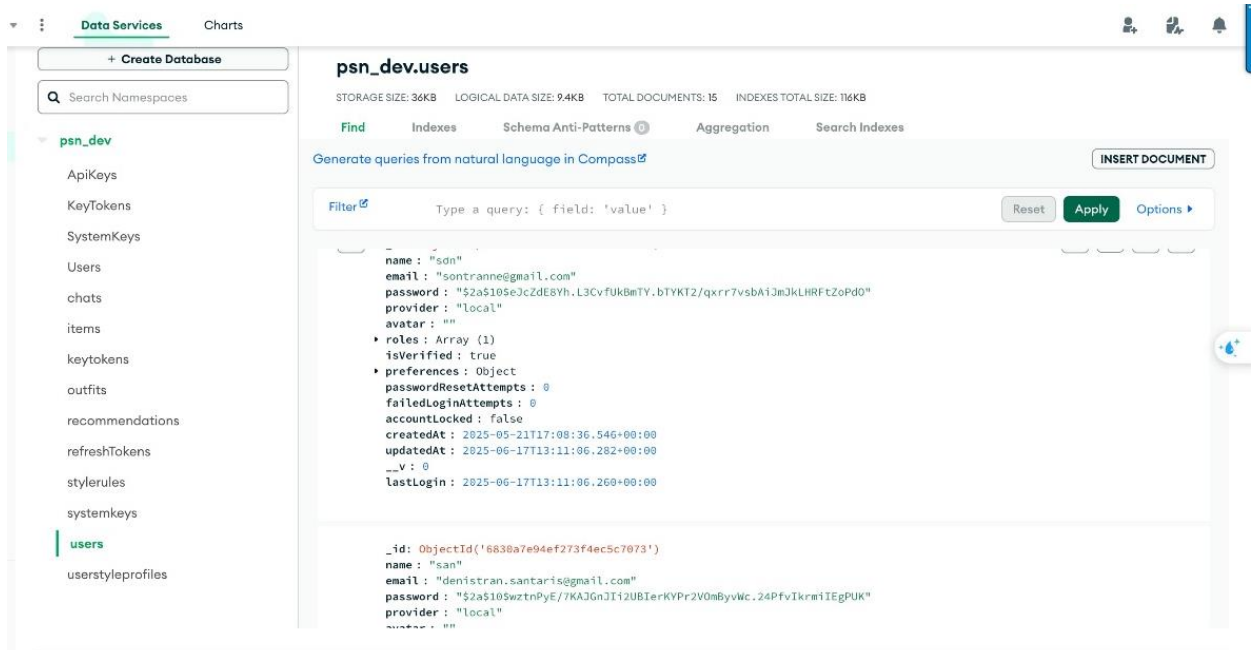 Data Services Charts
+ Create Database
Search Namespaces
psn_dev
ApiKeys
KeyTokens
SystemKeys
Users
chats
items
keytokens
outfits
recommendations
refreshTokens
stylerules
systemkeys
users
userstyleprofiles
psn_dev.users
STORAGE SIZE: 36KB LOGICAL DATA SIZE: 9.4KB TOTAL DOCUMENTS: 15 INDEXES TOTAL SIZE: 116KB
Find Indexes Schema Anti-Patterns 0 Aggregation Search Indexes
Generate queries from natural language in Compass
INSERT DOCUMENT
Filter
Type a query: { field: 'value' }
Reset Apply Options
name : "sdn"
email : "sontranne@gmail.com"
password : "$2a$10$eJcZdE8Yh.L3CvfUkBmTY.bTYKT2/qxrr7vsbAiJmJkLHRFtZoPdO"
provider : "local"
avatar : ""
roles : Array (1)
isVerified : true
preferences : Object
passwordResetAttempts : 0
failedLoginAttempts : 0
accountLocked : false
createdAt : 2025-05-21T17:08:36.546+00:00
updatedAt : 2025-06-17T13:11:06.282+00:00
__v : 0
lastLogin : 2025-06-17T13:11:06.260+00:00
_id: ObjectId('6830a7e94ef273f4ec5c7073')
name : "san"
email : "denistran.santaris@gmail.com"
password : "$2a$10$wztnPyE/7KAJGnJIi2UBIerKYPr2VOmByvWc.24PfvIkrmiIEgPUK"
provider : "local"
avatar : ""